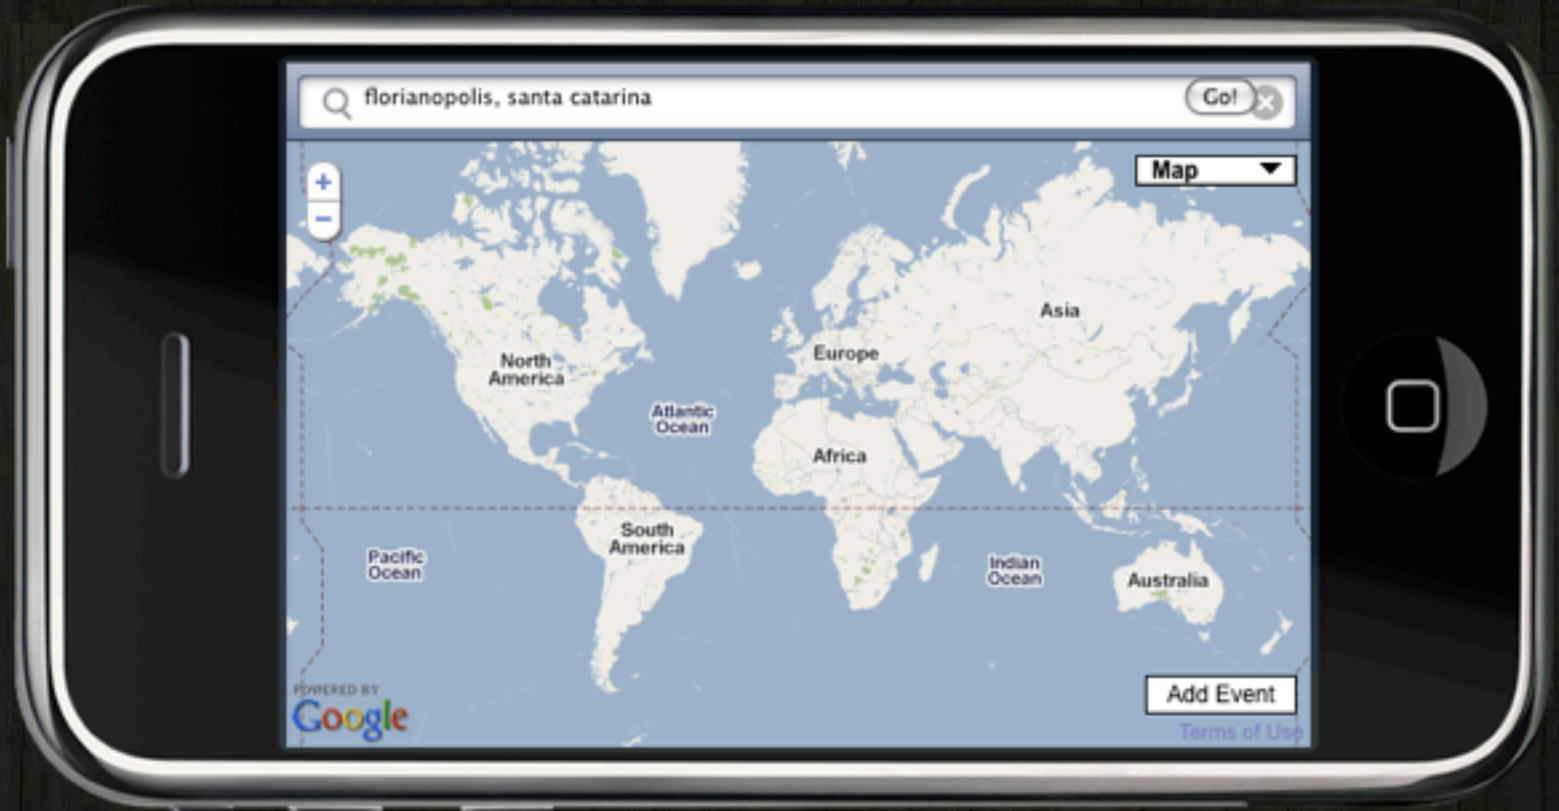 florianopolis, santa catarina
Go!
+
Map
−
Asia
Europe
North
America
Atlantic
Ocean
Africa
South
America
Pacific
Ocean
Indian
Ocean
Australia
POWERED BY
Google
Add Event
Terms of Use